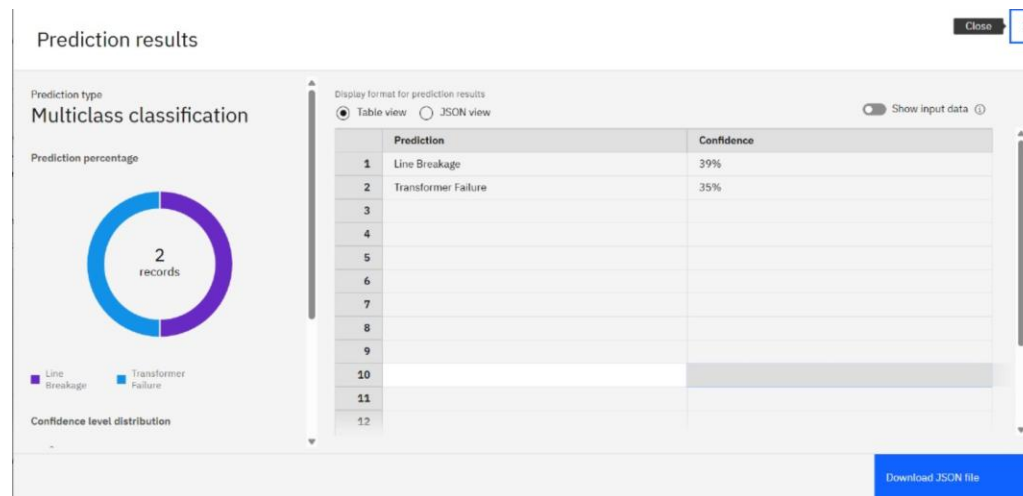 Close
Prediction results
Prediction type
Multiclass classification
Prediction percentage
2
records
Line
Breakage
Transformer
Failure
Confidence level distribution
Display format for prediction results
Table view JSON view
Show input data
Prediction Confidence
1 Line Breakage 39%
2 Transformer Failure 35%
3
4
5
6
7
8
9
10
11
12
Download JSON file